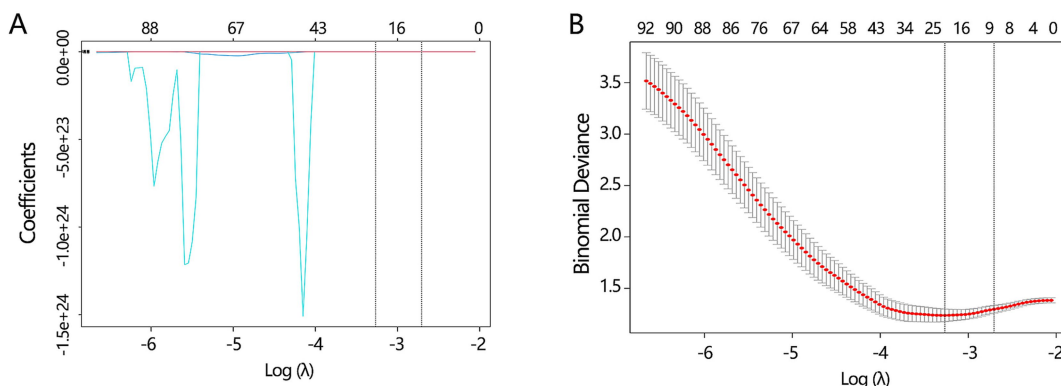 A
88 67 43 16 0
0.0e+00
5.0e+23
-1.0e+24
-1.5e+24
Coefficients
-6 -5 -4 -3 -2
Log (λ)
B
92 90 88 86 76 67 64 58 43 34 25 16 9 8 4 0
3.5
3.0
2.5
2.0
1.5
Binomial Deviance
-6 -5 -4 -3 -2
Log (λ)